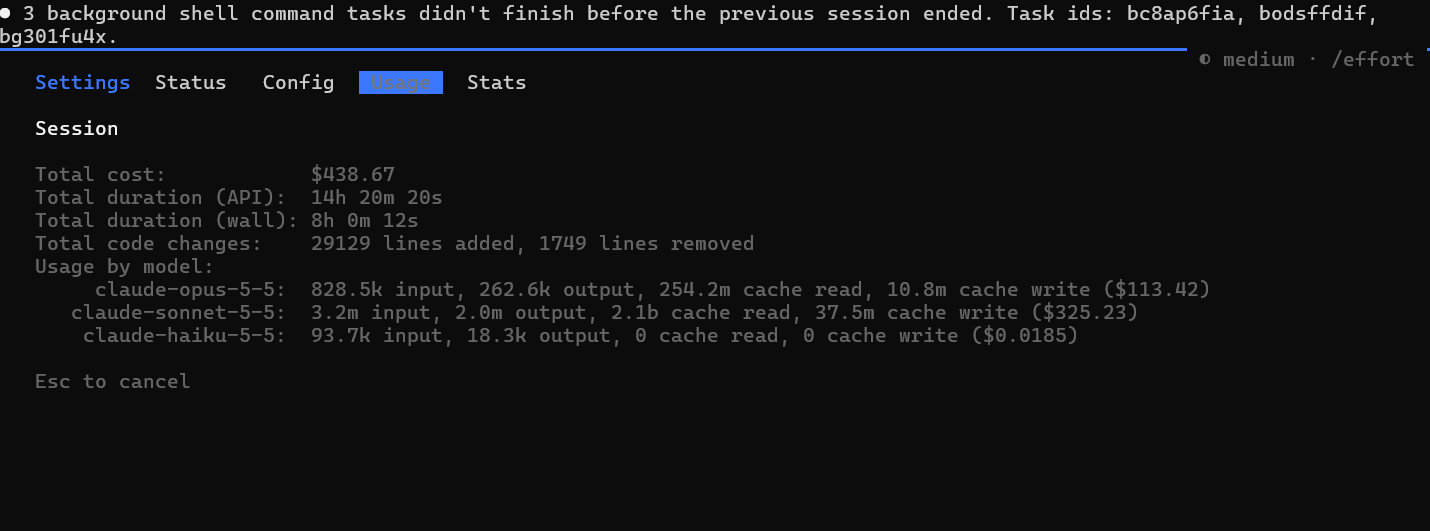 ● 3 background shell command tasks didn't finish before the previous session ended. Task ids: bc8ap6fia, bodsffdif,
bg301fu4x.
◐ medium · /effort
Settings Status Config Usage Stats
Session
Total cost: $438.67
Total duration (API): 14h 20m 20s
Total duration (wall): 8h 0m 12s
Total code changes: 29129 lines added, 1749 lines removed
Usage by model:
claude-opus-5-5: 828.5k input, 262.6k output, 254.2m cache read, 10.8m cache write ($113.42)
claude-sonnet-5-5: 3.2m input, 2.0m output, 2.1b cache read, 37.5m cache write ($325.23)
claude-haiku-5-5: 93.7k input, 18.3k output, 0 cache read, 0 cache write ($0.0185)
Esc to cancel